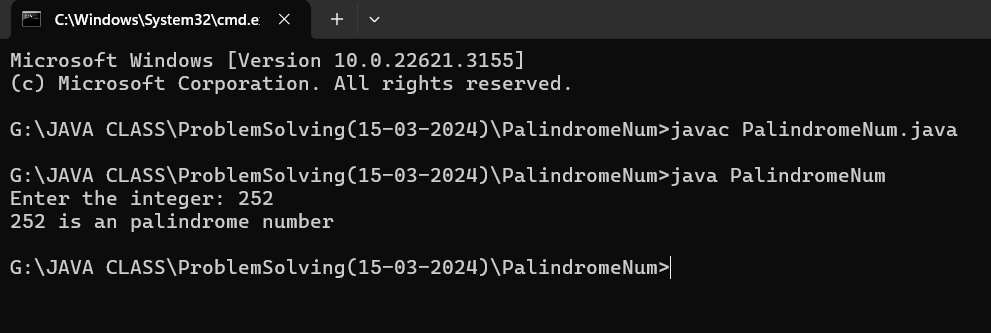 C:\Windows\System32\cmd.e
Microsoft Windows [Version 10.0.22621.3155]
(c) Microsoft Corporation. All rights reserved.
G:\JAVA CLASS\ProblemSolving(15-03-2024)\PalindromeNum>javac PalindromeNum.java
G:\JAVA CLASS\ProblemSolving(15-03-2024)\PalindromeNum>java PalindromeNum
Enter the integer: 252
252 is an palindrome number
G:\JAVA CLASS\ProblemSolving(15-03-2024)\PalindromeNum>